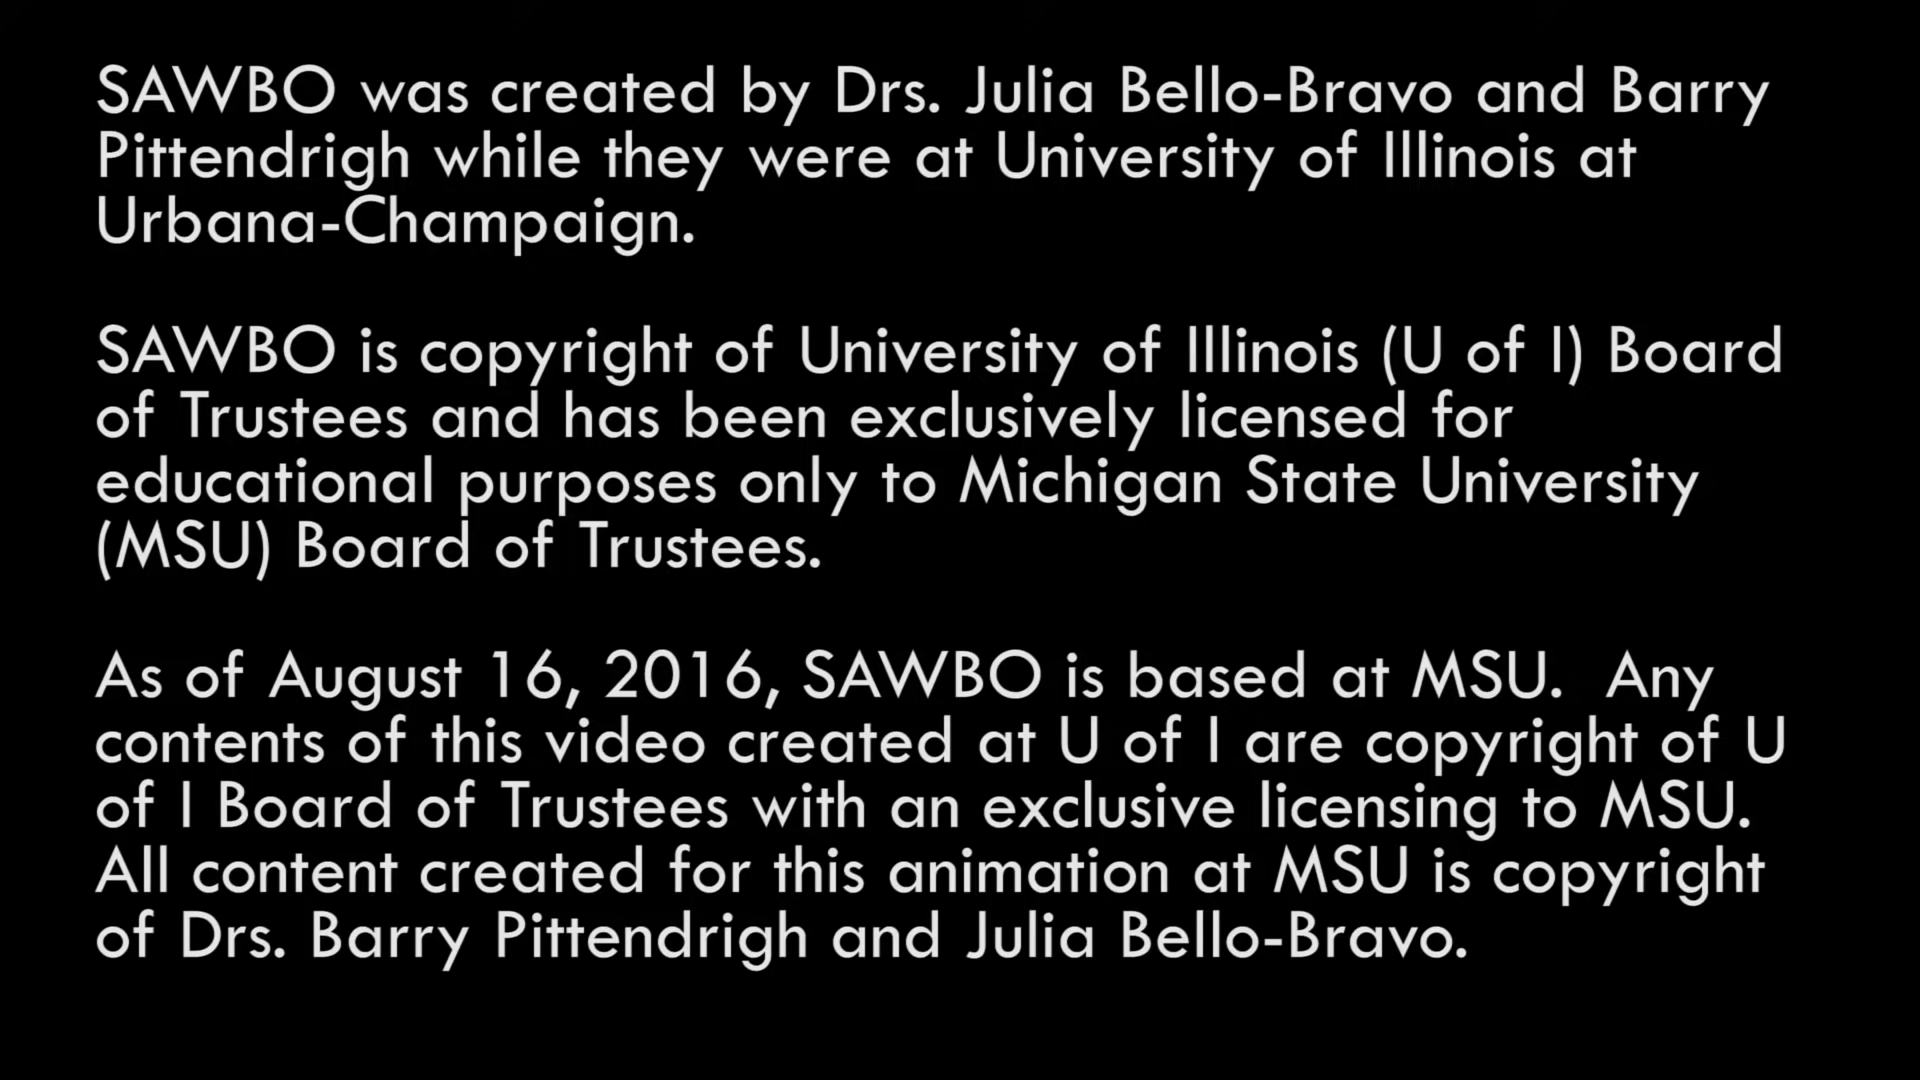 SAWBO was created by Drs. Julia Bello-Bravo and Barry
Pittendrigh while they were at University of Illinois at
Urbana-Champaign.
SAWBO is copyright of University of Illinois (U of I) Board
of Trustees and has been exclusively licensed for
educational purposes only to Michigan State University
(MSU) Board of Trustees.
As of August 16, 2016, SAWBO is based at MSU.  Any
contents of this video created at U of I are copyright of U
of I Board of Trustees with an exclusive licensing to MSU.
All content created for this animation at MSU is copyright
of Drs. Barry Pittendrigh and Julia Bello-Bravo.